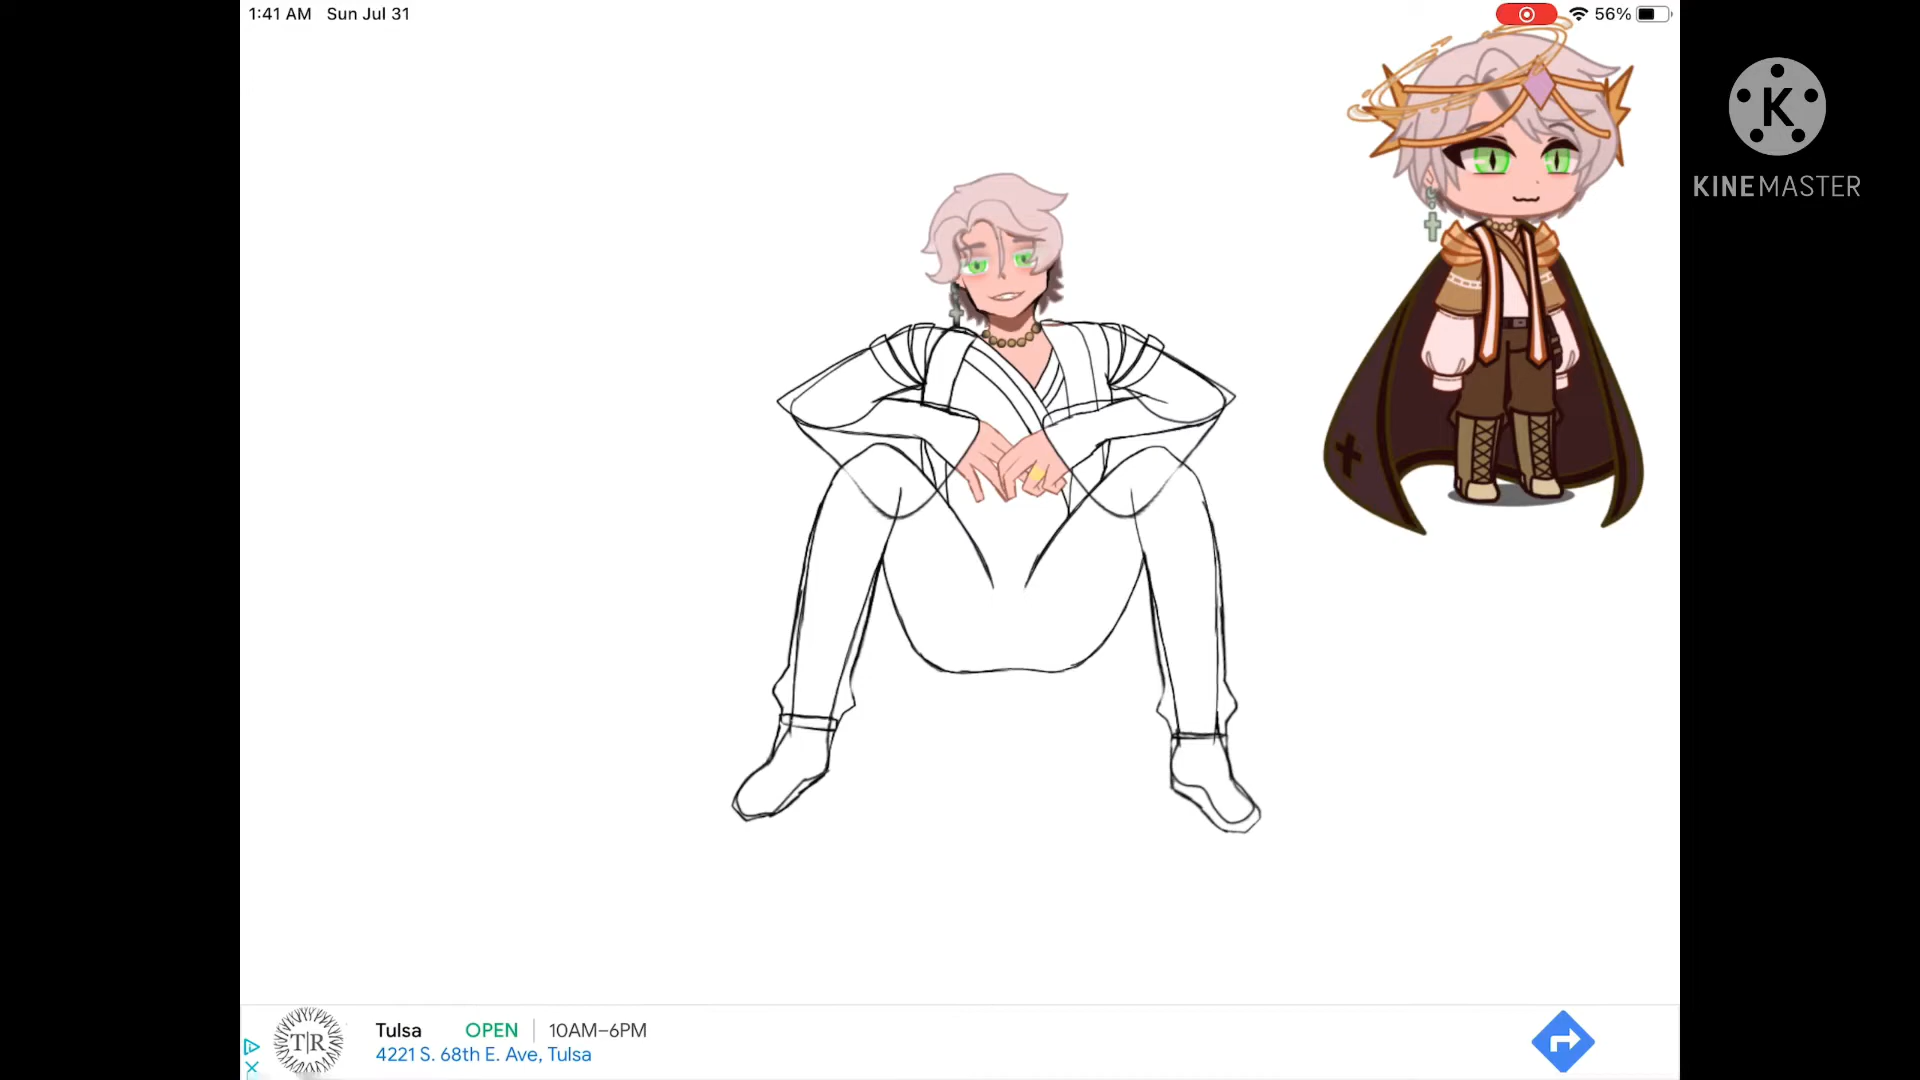 1:41 AM Sun Jul 31
56%
K
KINEMASTER
T|R
Tulsa OPEN 10AM–6PM
4221 S. 68th E. Ave, Tulsa